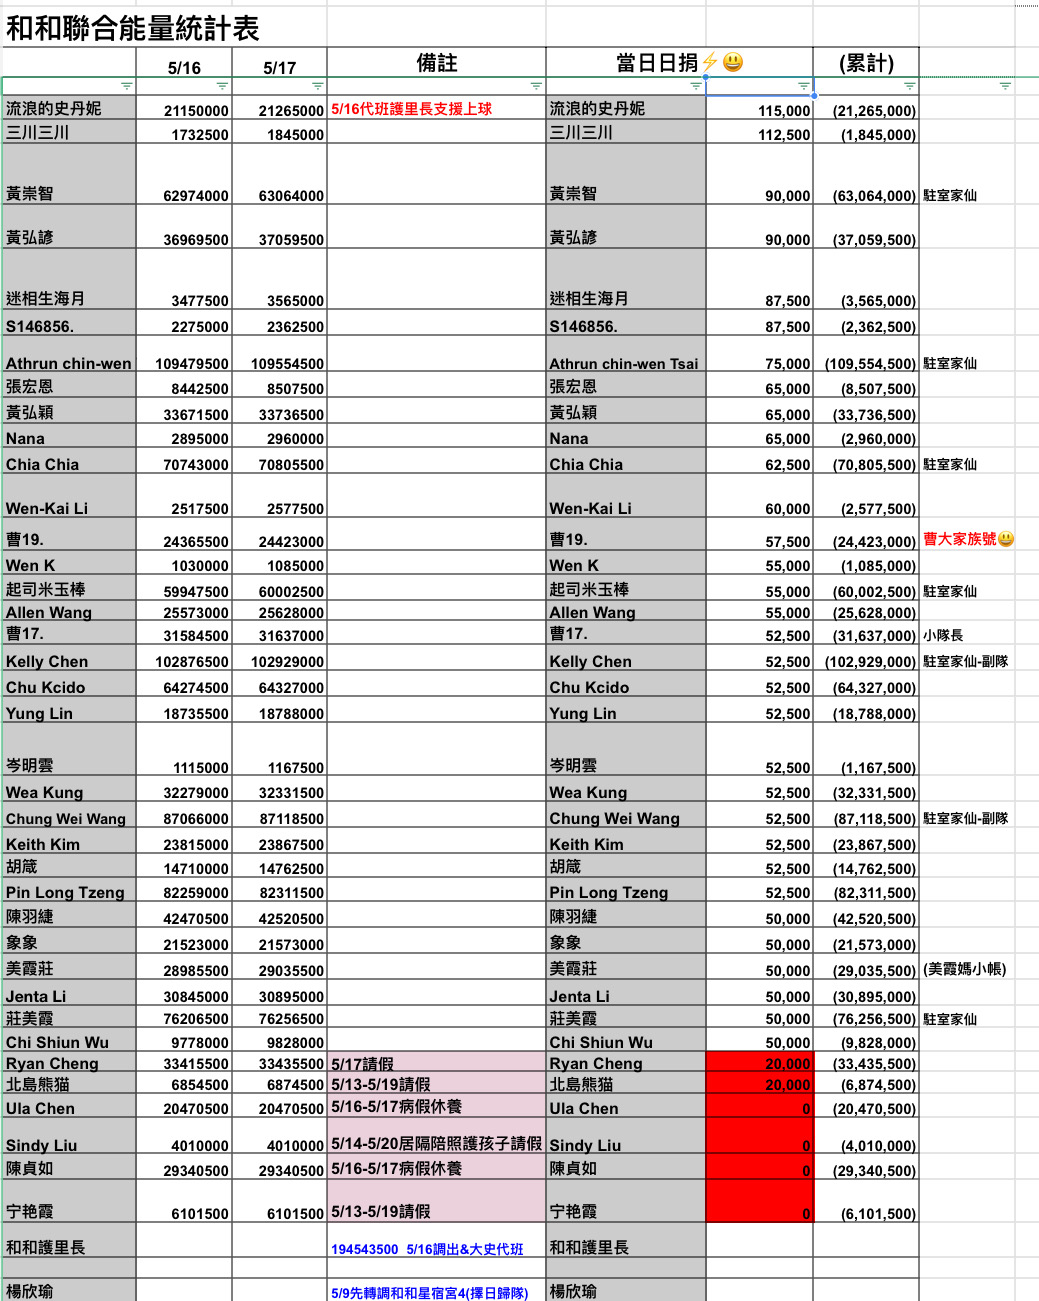 和和聯合能量統計表
5/16 5/17 備註 當日日捐⚡😃 (累計)
流浪的史丹妮 21150000 21265000 5/16代班護里長支援上球 流浪的史丹妮 115,000 (21,265,000)
三川三川 1732500 1845000 三川三川 112,500 (1,845,000)
黃崇智 62974000 63064000 黃崇智 90,000 (63,064,000) 駐室家仙
黃弘諺 36969500 37059500 黃弘諺 90,000 (37,059,500)
迷相生海月 3477500 3565000 迷相生海月 87,500 (3,565,000)
S146856. 2275000 2362500 S146856. 87,500 (2,362,500)
Athrun chin-wen 109479500 109554500 Athrun chin-wen Tsai 75,000 (109,554,500) 駐室家仙
張宏恩 8442500 8507500 張宏恩 65,000 (8,507,500)
黃弘穎 33671500 33736500 黃弘穎 65,000 (33,736,500)
Nana 2895000 2960000 Nana 65,000 (2,960,000)
Chia Chia 70743000 70805500 Chia Chia 62,500 (70,805,500) 駐室家仙
Wen-Kai Li 2517500 2577500 Wen-Kai Li 60,000 (2,577,500)
曹19. 24365500 24423000 曹19. 57,500 (24,423,000) 曹大家族號😃
Wen K 1030000 1085000 Wen K 55,000 (1,085,000)
起司米玉棒 59947500 60002500 起司米玉棒 55,000 (60,002,500) 駐室家仙
Allen Wang 25573000 25628000 Allen Wang 55,000 (25,628,000)
曹17. 31584500 31637000 曹17. 52,500 (31,637,000) 小隊長
Kelly Chen 102876500 102929000 Kelly Chen 52,500 (102,929,000) 駐室家仙-副隊
Chu Kcido 64274500 64327000 Chu Kcido 52,500 (64,327,000)
Yung Lin 18735500 18788000 Yung Lin 52,500 (18,788,000)
岑明雲 1115000 1167500 岑明雲 52,500 (1,167,500)
Wea Kung 32279000 32331500 Wea Kung 52,500 (32,331,500)
Chung Wei Wang 87066000 87118500 Chung Wei Wang 52,500 (87,118,500) 駐室家仙-副隊
Keith Kim 23815000 23867500 Keith Kim 52,500 (23,867,500)
胡箴 14710000 14762500 胡箴 52,500 (14,762,500)
Pin Long Tzeng 82259000 82311500 Pin Long Tzeng 52,500 (82,311,500)
陳羽緁 42470500 42520500 陳羽緁 50,000 (42,520,500)
象象 21523000 21573000 象象 50,000 (21,573,000)
美霞莊 28985500 29035500 美霞莊 50,000 (29,035,500) (美霞媽小帳)
Jenta Li 30845000 30895000 Jenta Li 50,000 (30,895,000)
莊美霞 76206500 76256500 莊美霞 50,000 (76,256,500) 駐室家仙
Chi Shiun Wu 9778000 9828000 Chi Shiun Wu 50,000 (9,828,000)
Ryan Cheng 33415500 33435500 5/17請假 Ryan Cheng 20,000 (33,435,500)
北島熊猫 6854500 6874500 5/13-5/19請假 北島熊猫 20,000 (6,874,500)
Ula Chen 20470500 20470500 5/16-5/17病假休養 Ula Chen 0 (20,470,500)
Sindy Liu 4010000 4010000 5/14-5/20居隔陪照護孩子請假 Sindy Liu 0 (4,010,000)
陳貞如 29340500 29340500 5/16-5/17病假休養 陳貞如 0 (29,340,500)
宁艳霞 6101500 6101500 5/13-5/19請假 宁艳霞 0 (6,101,500)
和和護里長 194543500 5/16調出&大史代班 和和護里長
楊欣瑜 5/9先轉調和和星宿宮4(擇日歸隊) 楊欣瑜